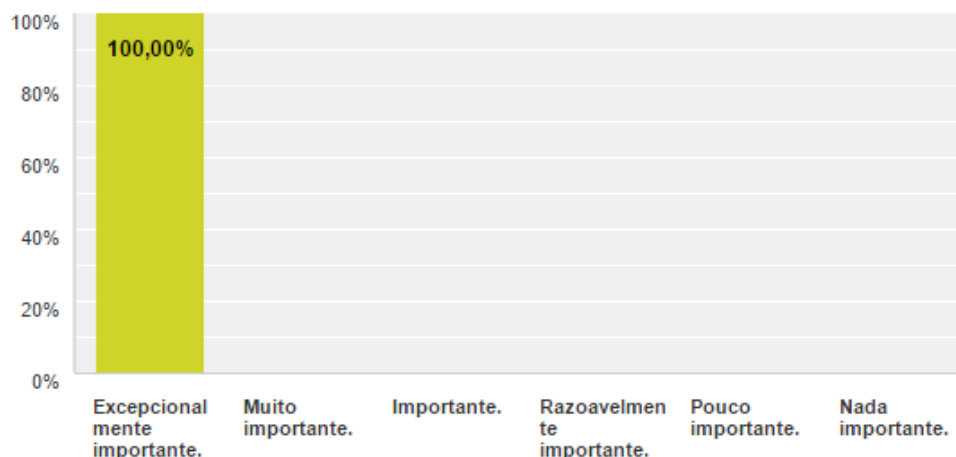 100%
100,00%
80%
60%
40%
20%
0%
Excepcional
mente
importante.
Muito
importante.
Importante.
Razoavelmen
te
importante.
Pouco
importante.
Nada
importante.